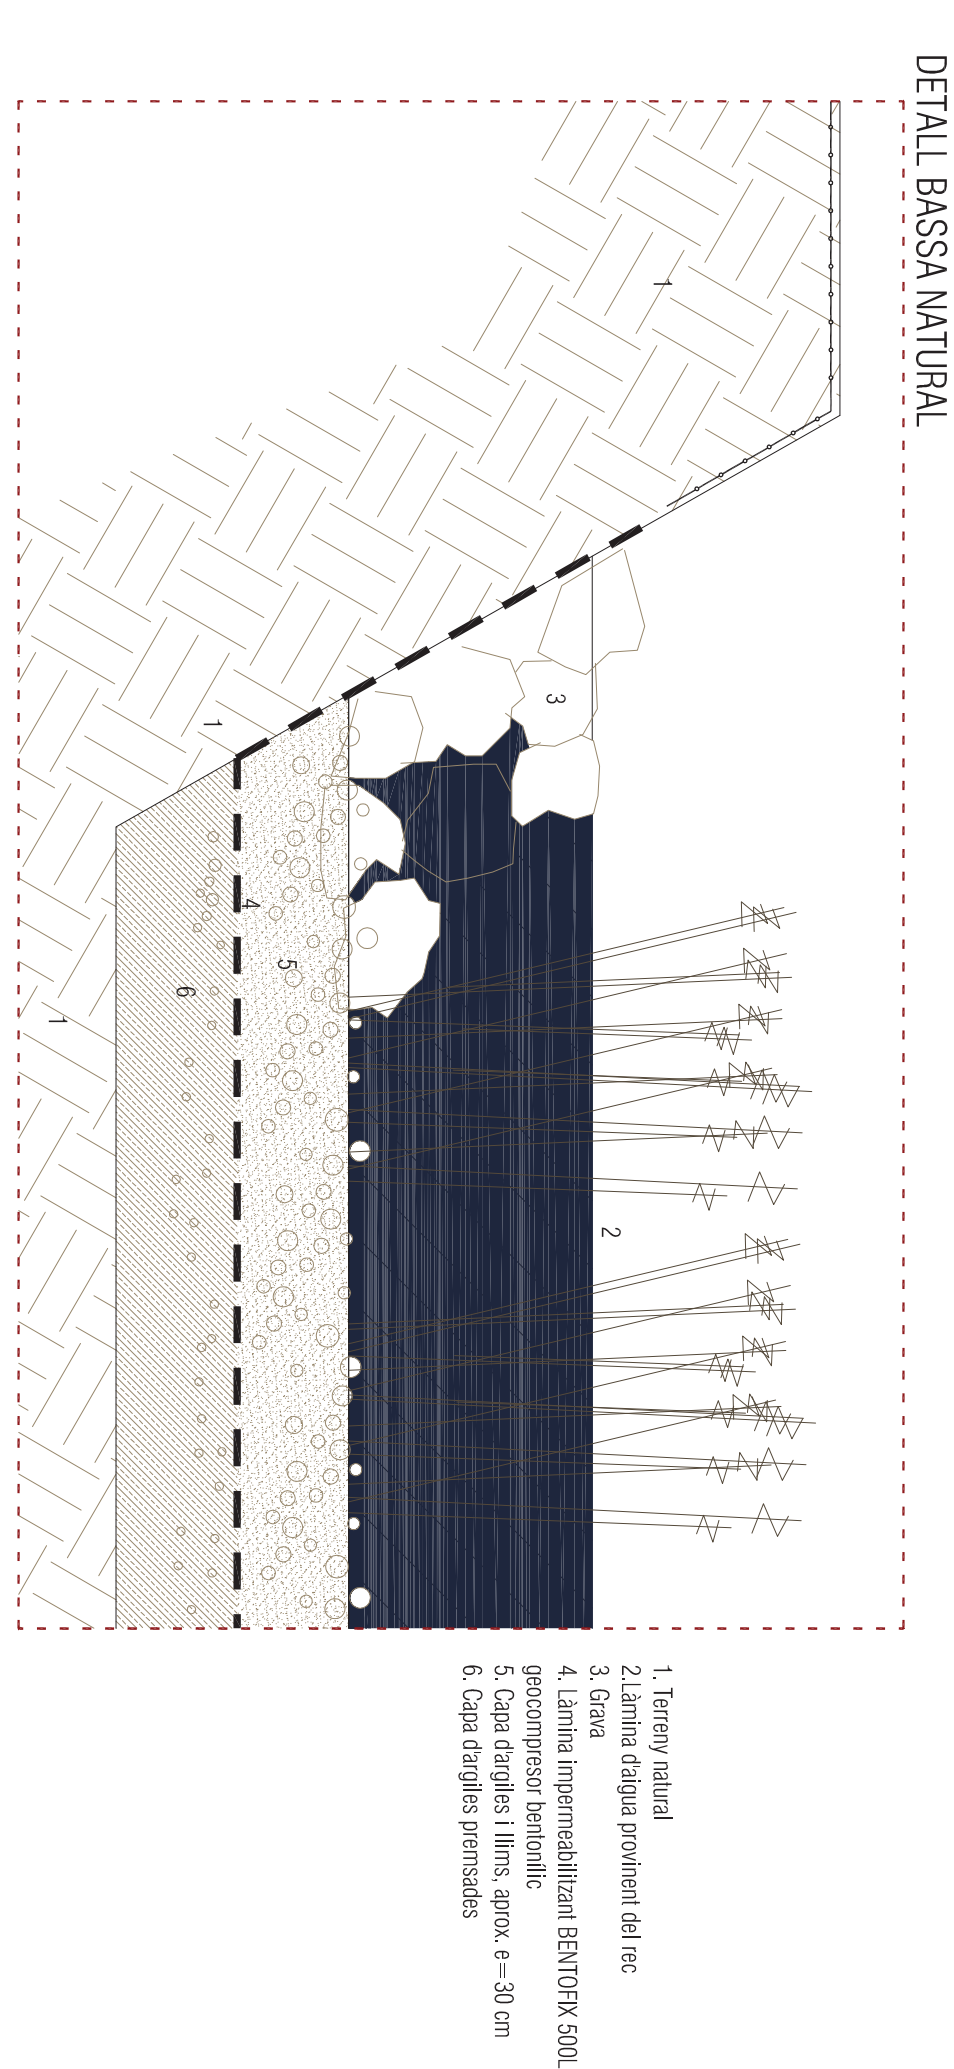 DETALL BASSA NATURAL
1
3
2
1
4
5
6
1
1. Terreny natural
2.Làmina d'aigua provinent del rec
3. Grava
4. Làmina impermeabilitzant BENTOFIX 500L
geocompresor bentonílic
5. Capa d'argiles i llims, aprox. e=30 cm
6. Capa d'argiles premsades